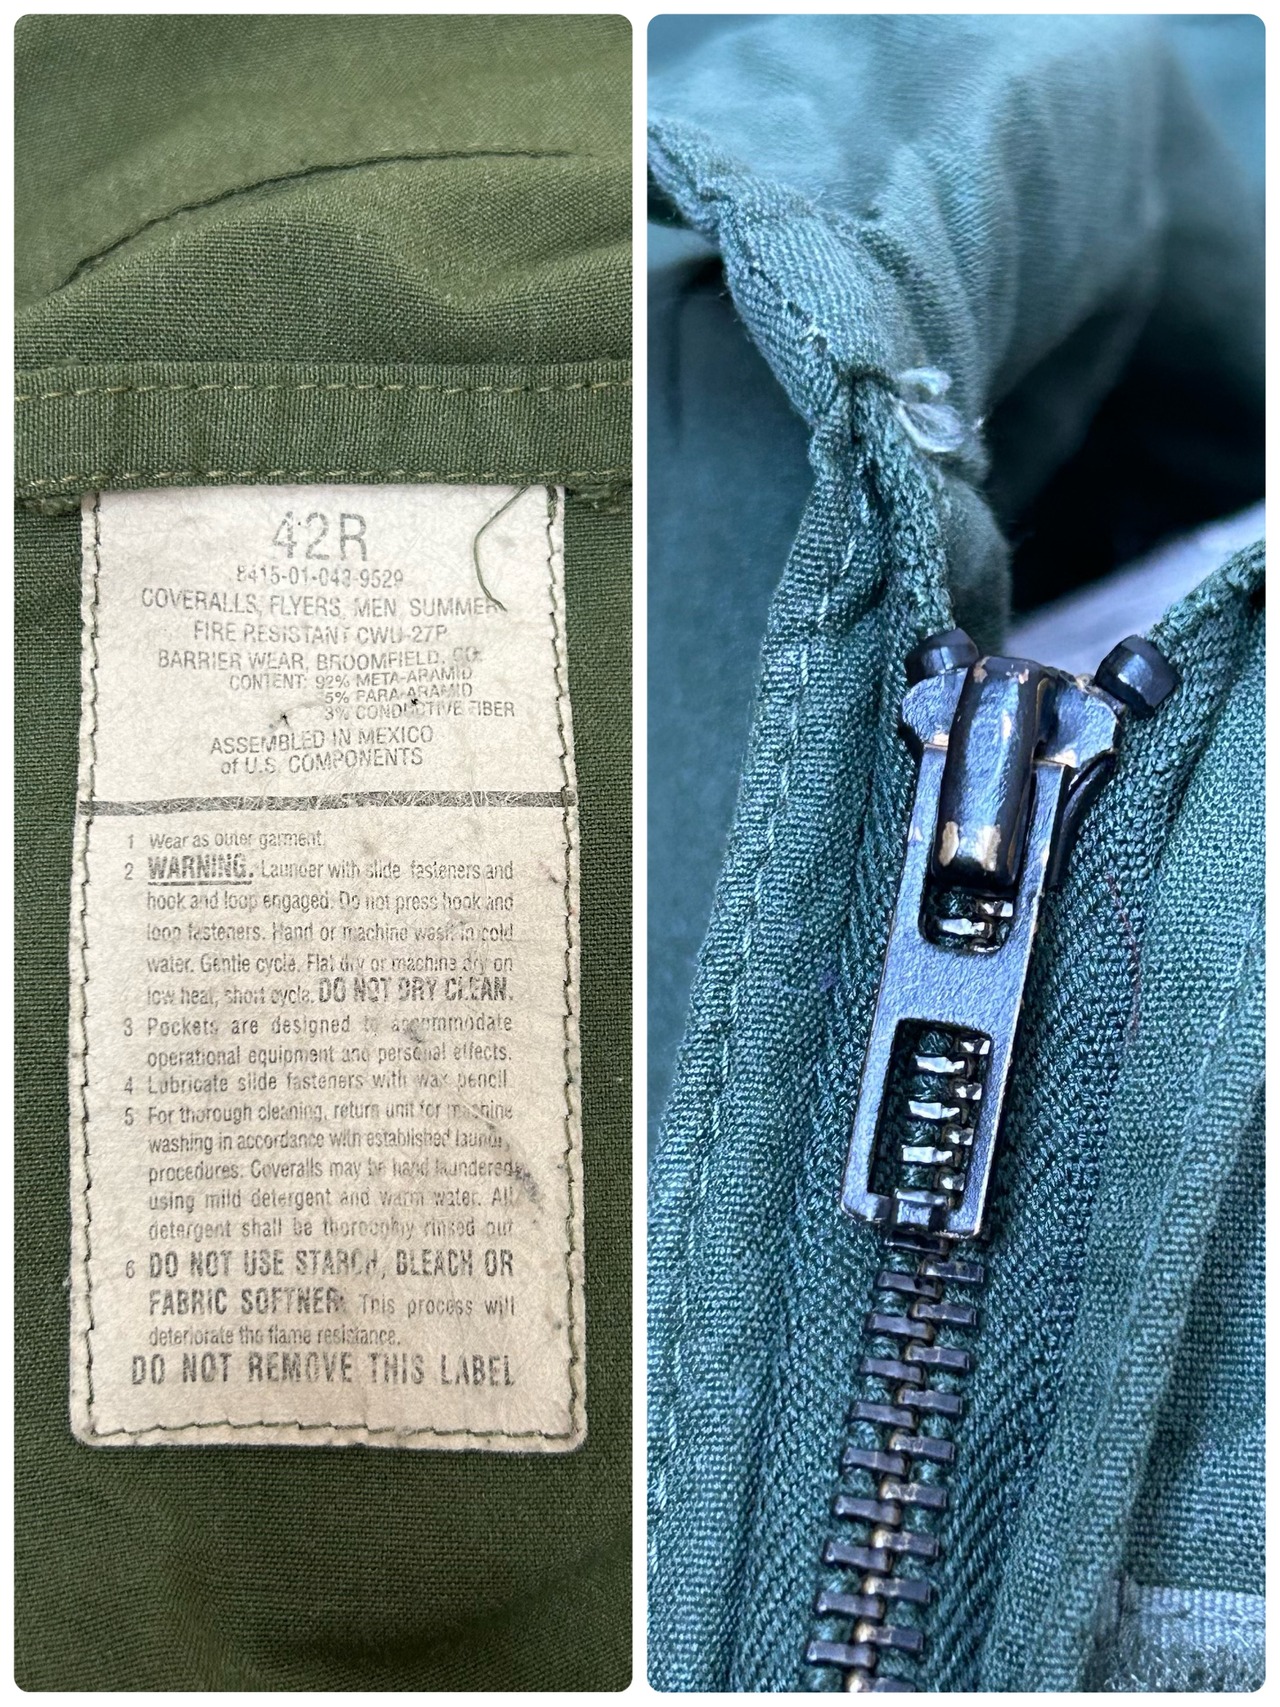 42R
8415-01-043-9529
COVERALLS, FLYERS, MEN, SUMMER
FIRE RESISTANT CWU-27P
BARRIER WEAR, BROOMFIELD, CO.
CONTENT: 92% META-ARAMID
5% PARA-ARAMID
3% CONDUCTIVE FIBER
ASSEMBLED IN MEXICO
of U.S. COMPONENTS
1 Wear as outer garment.
2 WARNING. Launder with slide fasteners and
hook and loop engaged. Do not press hook and
loop fasteners. Hand or machine wash in cold
water. Gentle cycle. Flat dry or machine dry on
low heat, short cycle. DO NOT DRY CLEAN.
3 Pockets are designed to accommodate
operational equipment and personal effects.
4 Lubricate slide fasteners with wax pencil.
5 For thorough cleaning, return unit for machine
washing in accordance with established laundry
procedures. Coveralls may be hand laundered
using mild detergent and warm water. All
detergent shall be thoroughly rinsed out
6 DO NOT USE STARCH, BLEACH OR
FABRIC SOFTNER. This process will
deteriorate the flame resistance.
DO NOT REMOVE THIS LABEL